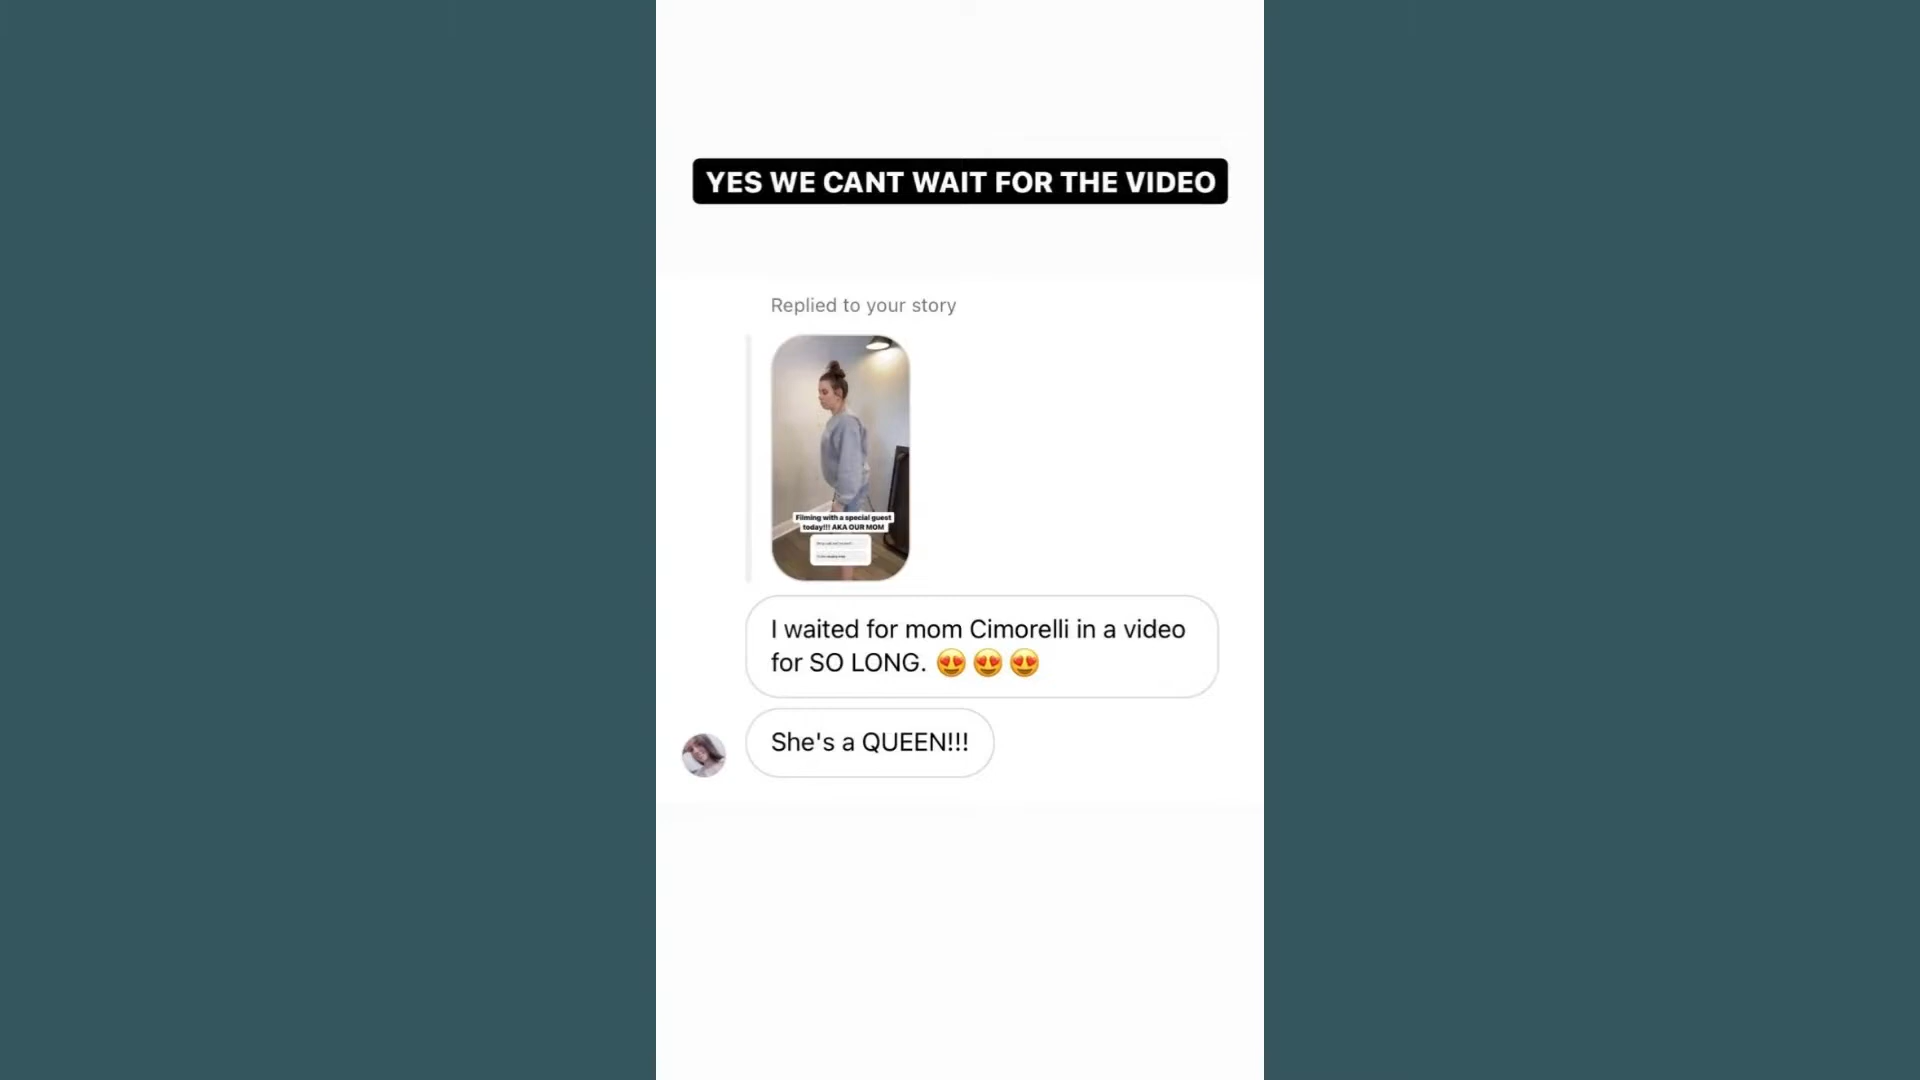 YES WE CANT WAIT FOR THE VIDEO
Replied to your story
Filming with a special guest
today!!! AKA OUR MOM
I waited for mom Cimorelli in a video
for SO LONG. 😍 😍 😍
She's a QUEEN!!!